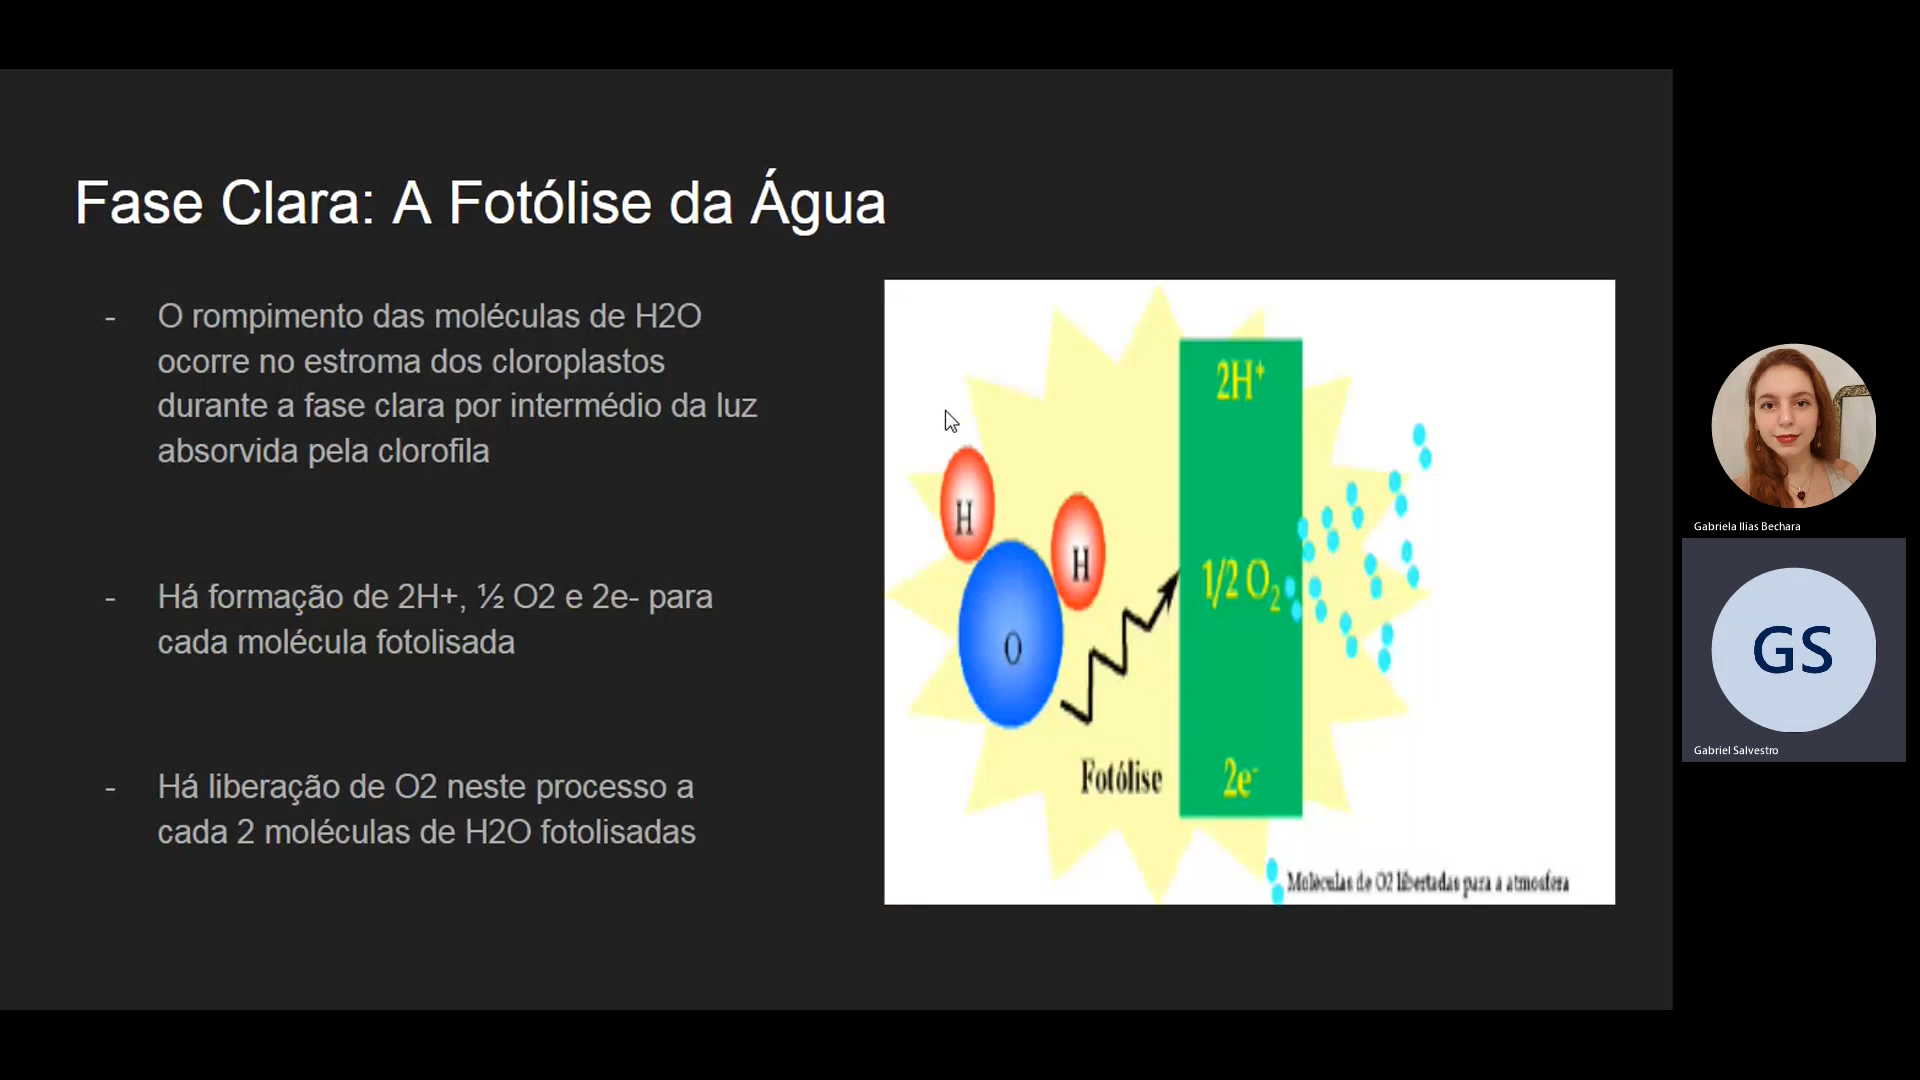 Fase Clara: A Fotólise da Água
- O rompimento das moléculas de H2O
ocorre no estroma dos cloroplastos
durante a fase clara por intermédio da luz
absorvida pela clorofila
- Há formação de 2H+, ½ O2 e 2e- para
cada molécula fotolisada
- Há liberação de O2 neste processo a
cada 2 moléculas de H2O fotolisadas
H
H
O
Fotólise
2H⁺
1/2 O₂
2e⁻
Moléculas de O2 libertadas para a atmosfera
Gabriela Ilias Bechara
GS
Gabriel Salvestro